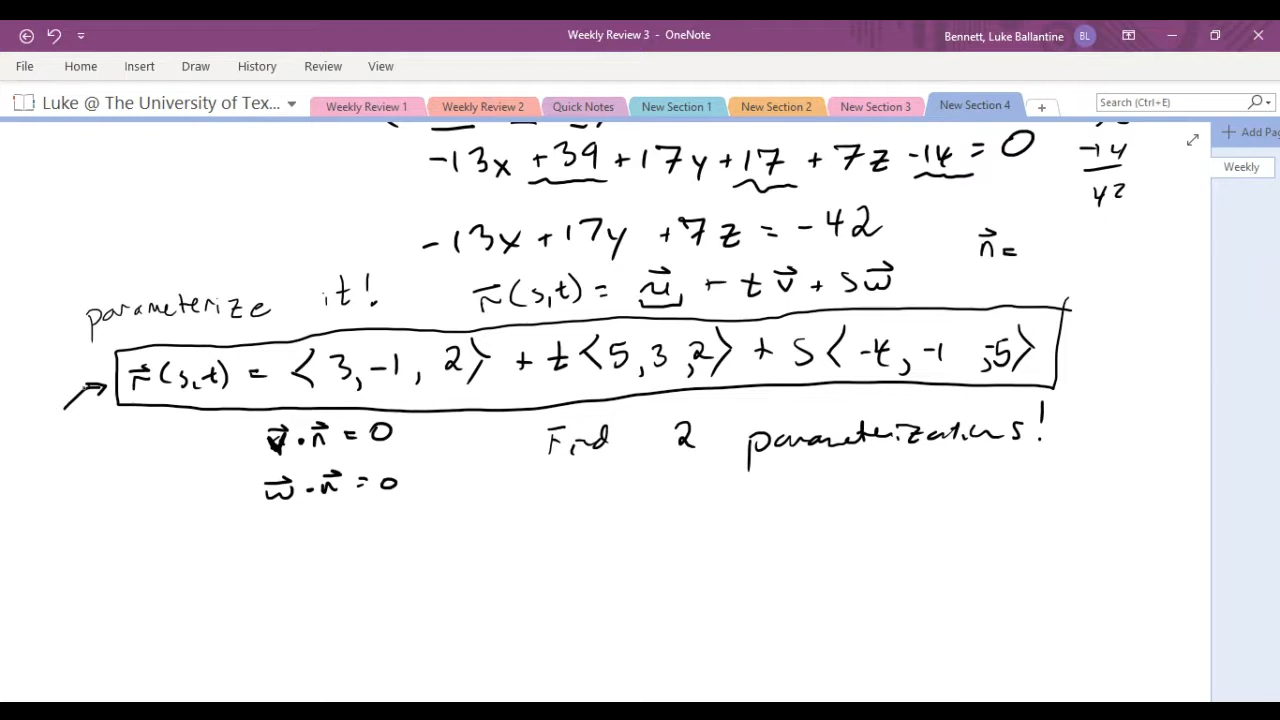 Weekly Review 3 - OneNote
Bennett, Luke Ballantine BL
File Home Insert Draw History Research Review View
Luke @ The University of Tex... Weekly Review 1 Weekly Review 2 Quick Notes New Section 1 New Section 2 New Section 3 New Section 4 Search (Ctrl+E)
Add Pag
Weekly
-13x +39 +17y +17 +7z -14 = 0
-14
42
-13x +17y +7z = -42
n⃗ =
parameterize it! r⃗(s,t) = u⃗ + t v⃗ + s w⃗
r⃗(s,t) = ⟨3, -1, 2⟩ + t⟨5, 3, 2⟩ + s⟨-4, -1, -5⟩
v⃗ · n⃗ = 0 Find 2 parameterizations!
w⃗ · n⃗ = 0